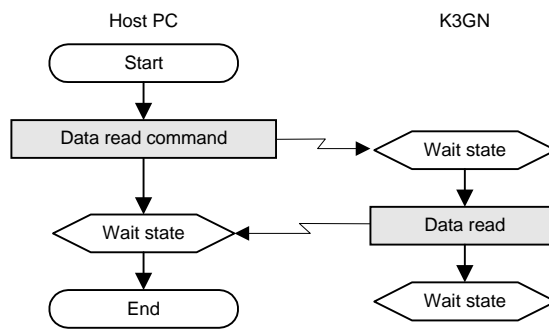 Host PC
K3GN
Start
Data read command
Wait state
Wait state
Data read
End
Wait state